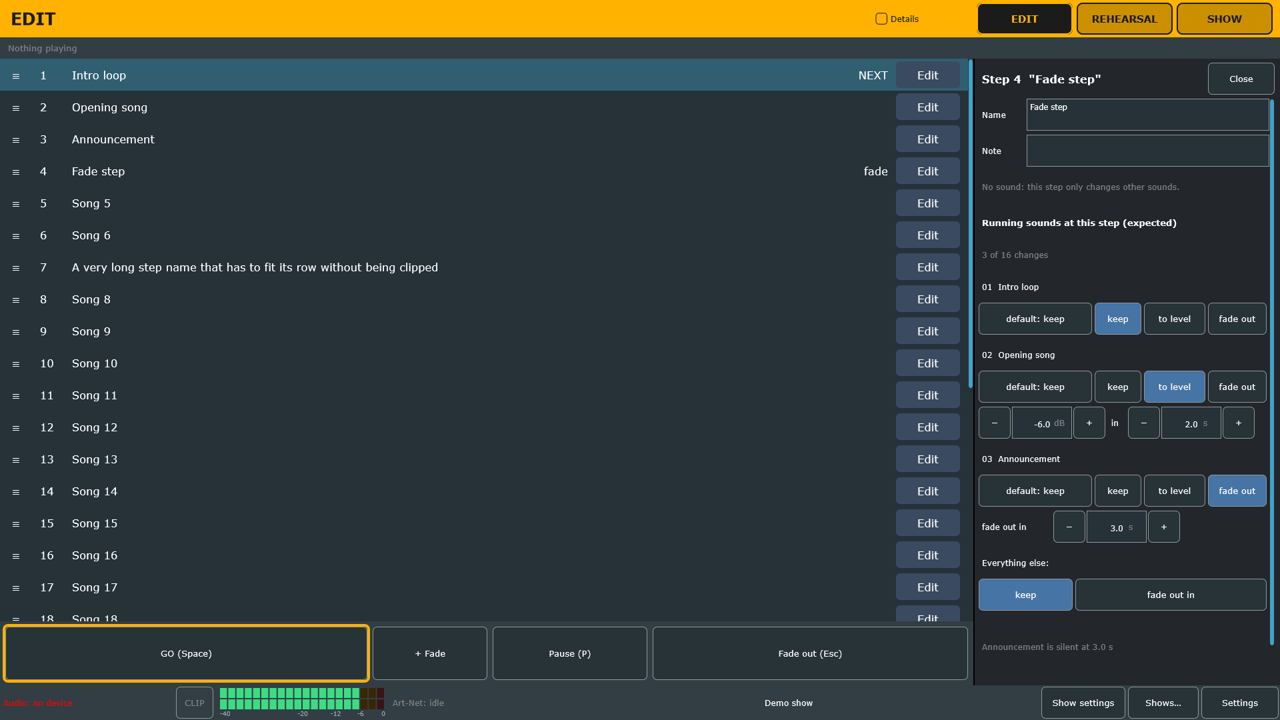 EDIT
Details
EDIT
REHEARSAL
SHOW
Nothing playing
≡ 1 Intro loop NEXT Edit
≡ 2 Opening song Edit
≡ 3 Announcement Edit
≡ 4 Fade step fade Edit
≡ 5 Song 5 Edit
≡ 6 Song 6 Edit
≡ 7 A very long step name that has to fit its row without being clipped Edit
≡ 8 Song 8 Edit
≡ 9 Song 9 Edit
≡ 10 Song 10 Edit
≡ 11 Song 11 Edit
≡ 12 Song 12 Edit
≡ 13 Song 13 Edit
≡ 14 Song 14 Edit
≡ 15 Song 15 Edit
≡ 16 Song 16 Edit
≡ 17 Song 17 Edit
≡ 18 Song 18 Edit
Step 4 "Fade step" Close
Name Fade step
Note
No sound: this step only changes other sounds.
Running sounds at this step (expected)
3 of 16 changes
01 Intro loop
default: keep keep to level fade out
02 Opening song
default: keep keep to level fade out
− -6.0 dB + in − 2.0 s +
03 Announcement
default: keep keep to level fade out
fade out in − 3.0 s +
Everything else:
keep fade out in
Announcement is silent at 3.0 s
GO (Space) + Fade Pause (P) Fade out (Esc)
Audio: no device CLIP Art-Net: idle Demo show Show settings Shows... Settings
-40 -20 -12 -6 0